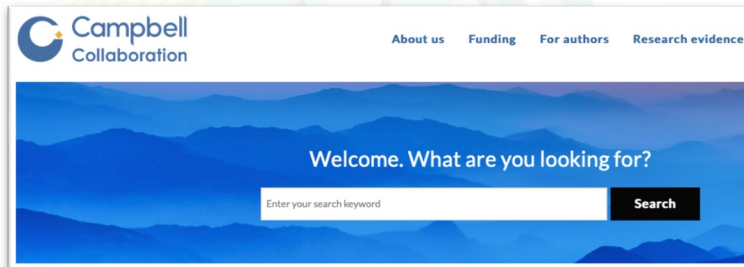 Campbell
Collaboration
About us Funding For authors Research evidence
Welcome. What are you looking for?
Enter your search keyword
Search